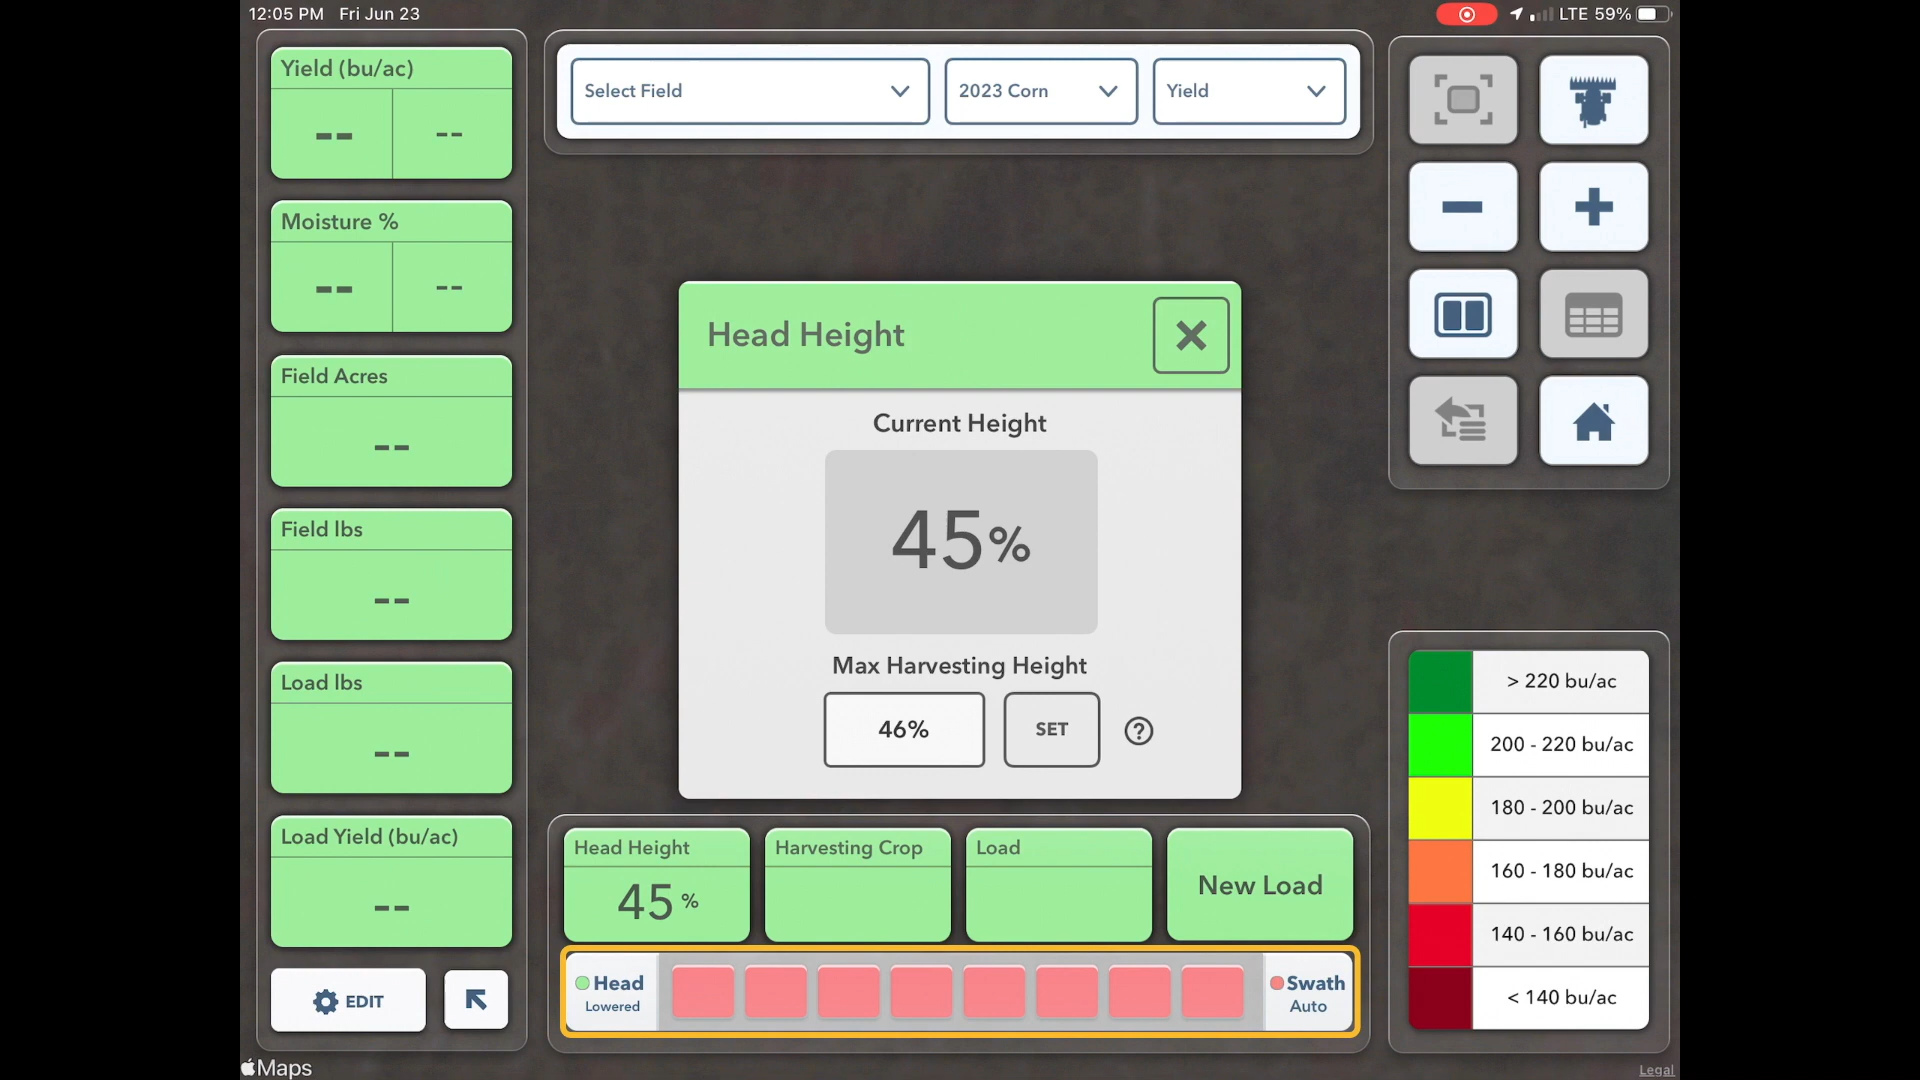 12:05 PM Fri Jun 23
LTE 59%
Yield (bu/ac)
-- --
Moisture %
-- --
Field Acres
--
Field lbs
--
Load lbs
--
Load Yield (bu/ac)
--
EDIT
Maps
Select Field
2023 Corn
Yield
Head Height
Current Height
45%
Max Harvesting Height
46%
SET
?
Head Height
45 %
Harvesting Crop
Load
New Load
Head
Lowered
Swath
Auto
> 220 bu/ac
200 - 220 bu/ac
180 - 200 bu/ac
160 - 180 bu/ac
140 - 160 bu/ac
< 140 bu/ac
Legal